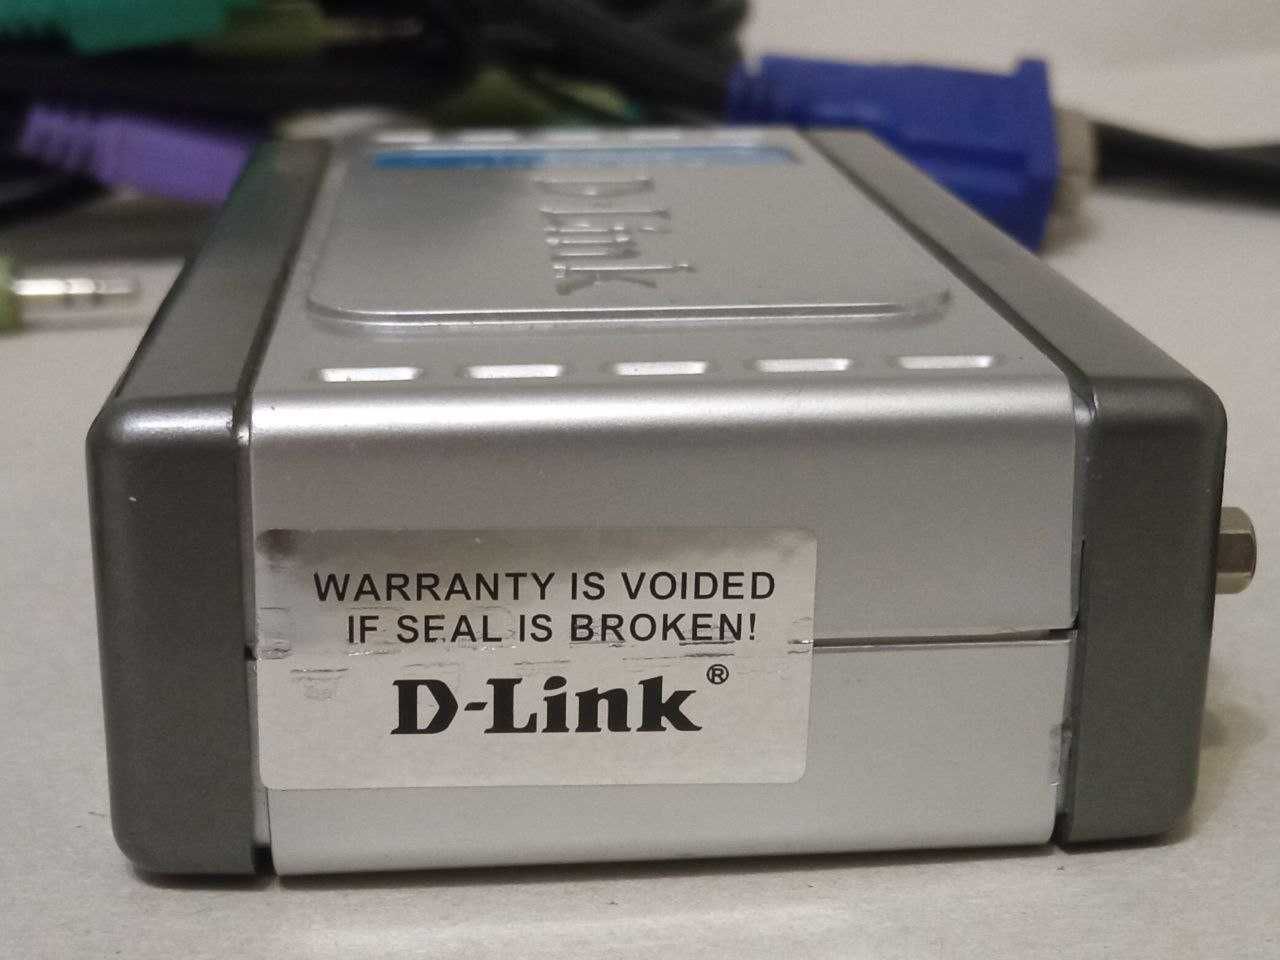 D-Link
WARRANTY IS VOIDED
IF SEAL IS BROKEN!
D-Link®